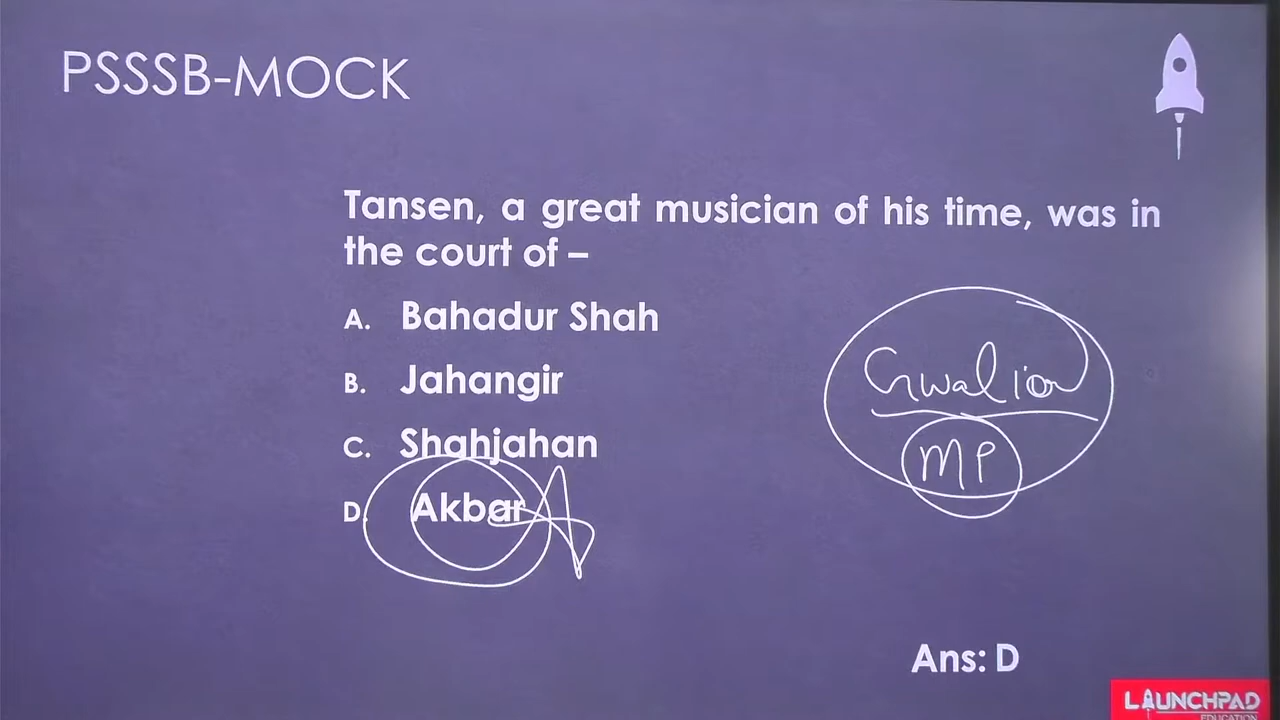 PSSSB-MOCK
Tansen, a great musician of his time, was in
the court of –
A. Bahadur Shah
B. Jahangir
C. Shahjahan
D. Akbar
Gwalior
MP
Ans: D
LAUNCHPAD
EDUCATION